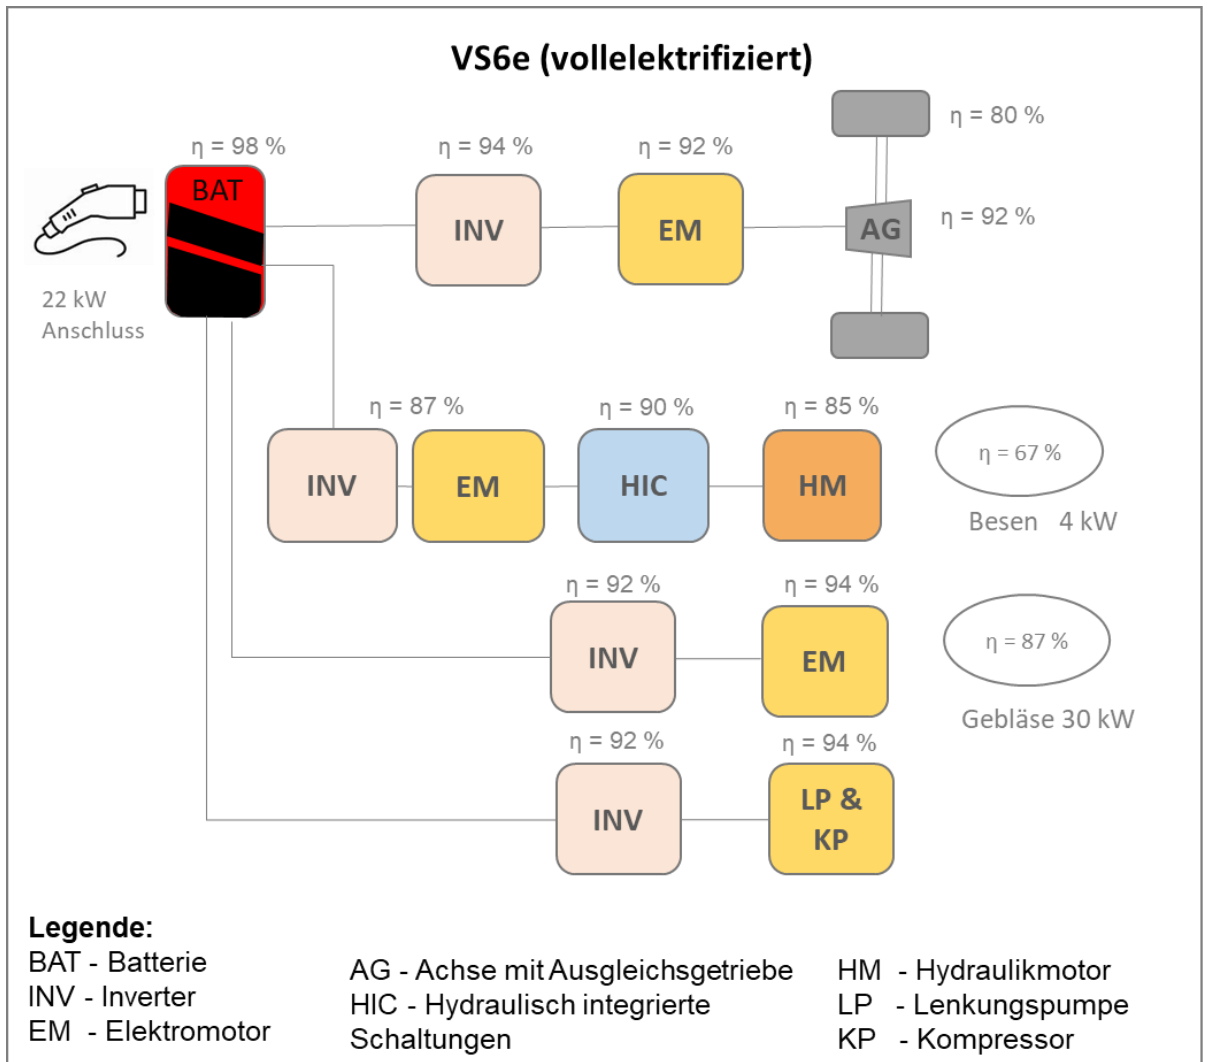 VS6e (vollelektrifiziert)
η = 80 %
η = 98 %
η = 94 %
η = 92 %
BAT
INV
EM
AG
η = 92 %
22 kW
Anschluss
η = 87 %
η = 90 %
η = 85 %
INV
EM
HIC
HM
η = 67 %
Besen 4 kW
η = 92 %
η = 94 %
INV
EM
η = 87 %
Gebläse 30 kW
η = 92 %
η = 94 %
INV
LP &
KP
Legende:
BAT - Batterie
INV - Inverter
EM - Elektromotor
AG - Achse mit Ausgleichsgetriebe
HIC - Hydraulisch integrierte
Schaltungen
HM - Hydraulikmotor
LP - Lenkungspumpe
KP - Kompressor